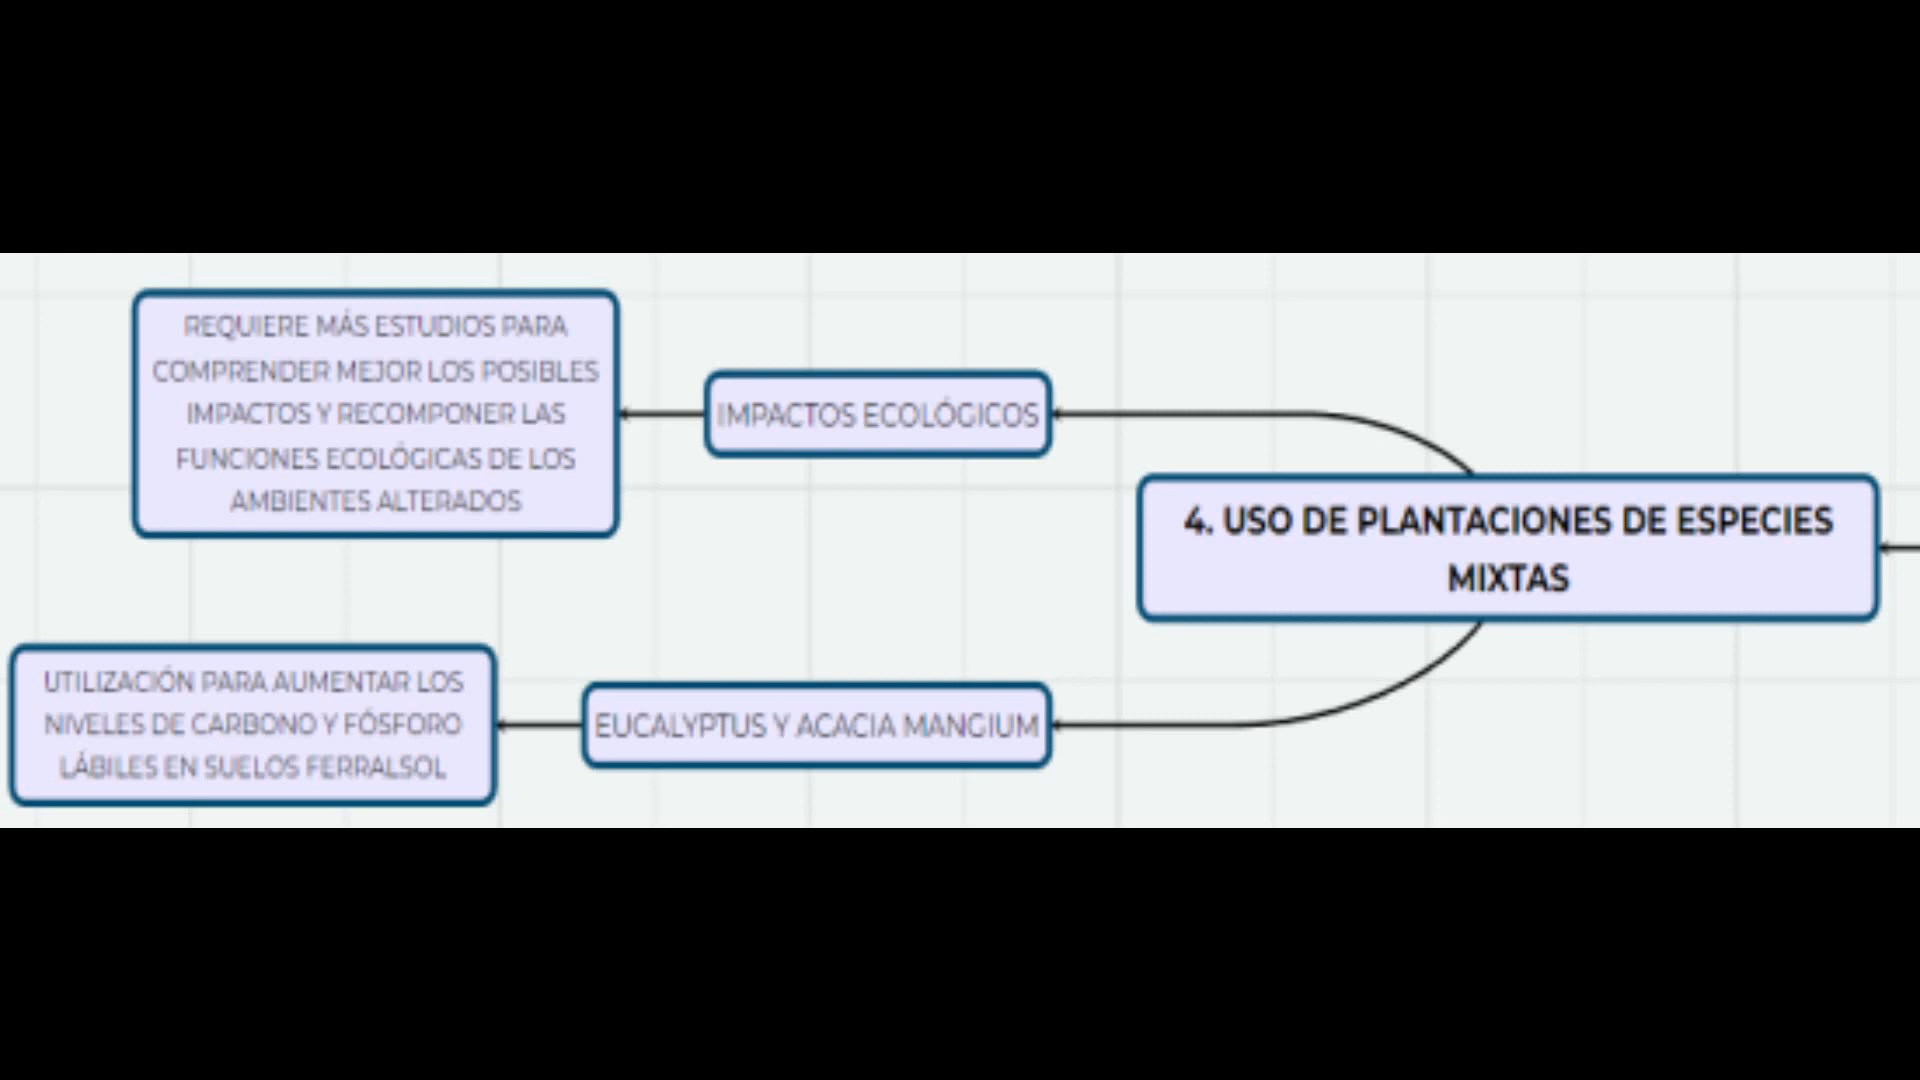 REQUIERE MÁS ESTUDIOS PARA
COMPRENDER MEJOR LOS POSIBLES
IMPACTOS Y RECOMPONER LAS
FUNCIONES ECOLÓGICAS DE LOS
AMBIENTES ALTERADOS
IMPACTOS ECOLÓGICOS
4. USO DE PLANTACIONES DE ESPECIES
MIXTAS
UTILIZACIÓN PARA AUMENTAR LOS
NIVELES DE CARBONO Y FÓSFORO
LÁBILES EN SUELOS FERRALSOL
EUCALYPTUS Y ACACIA MANGIUM